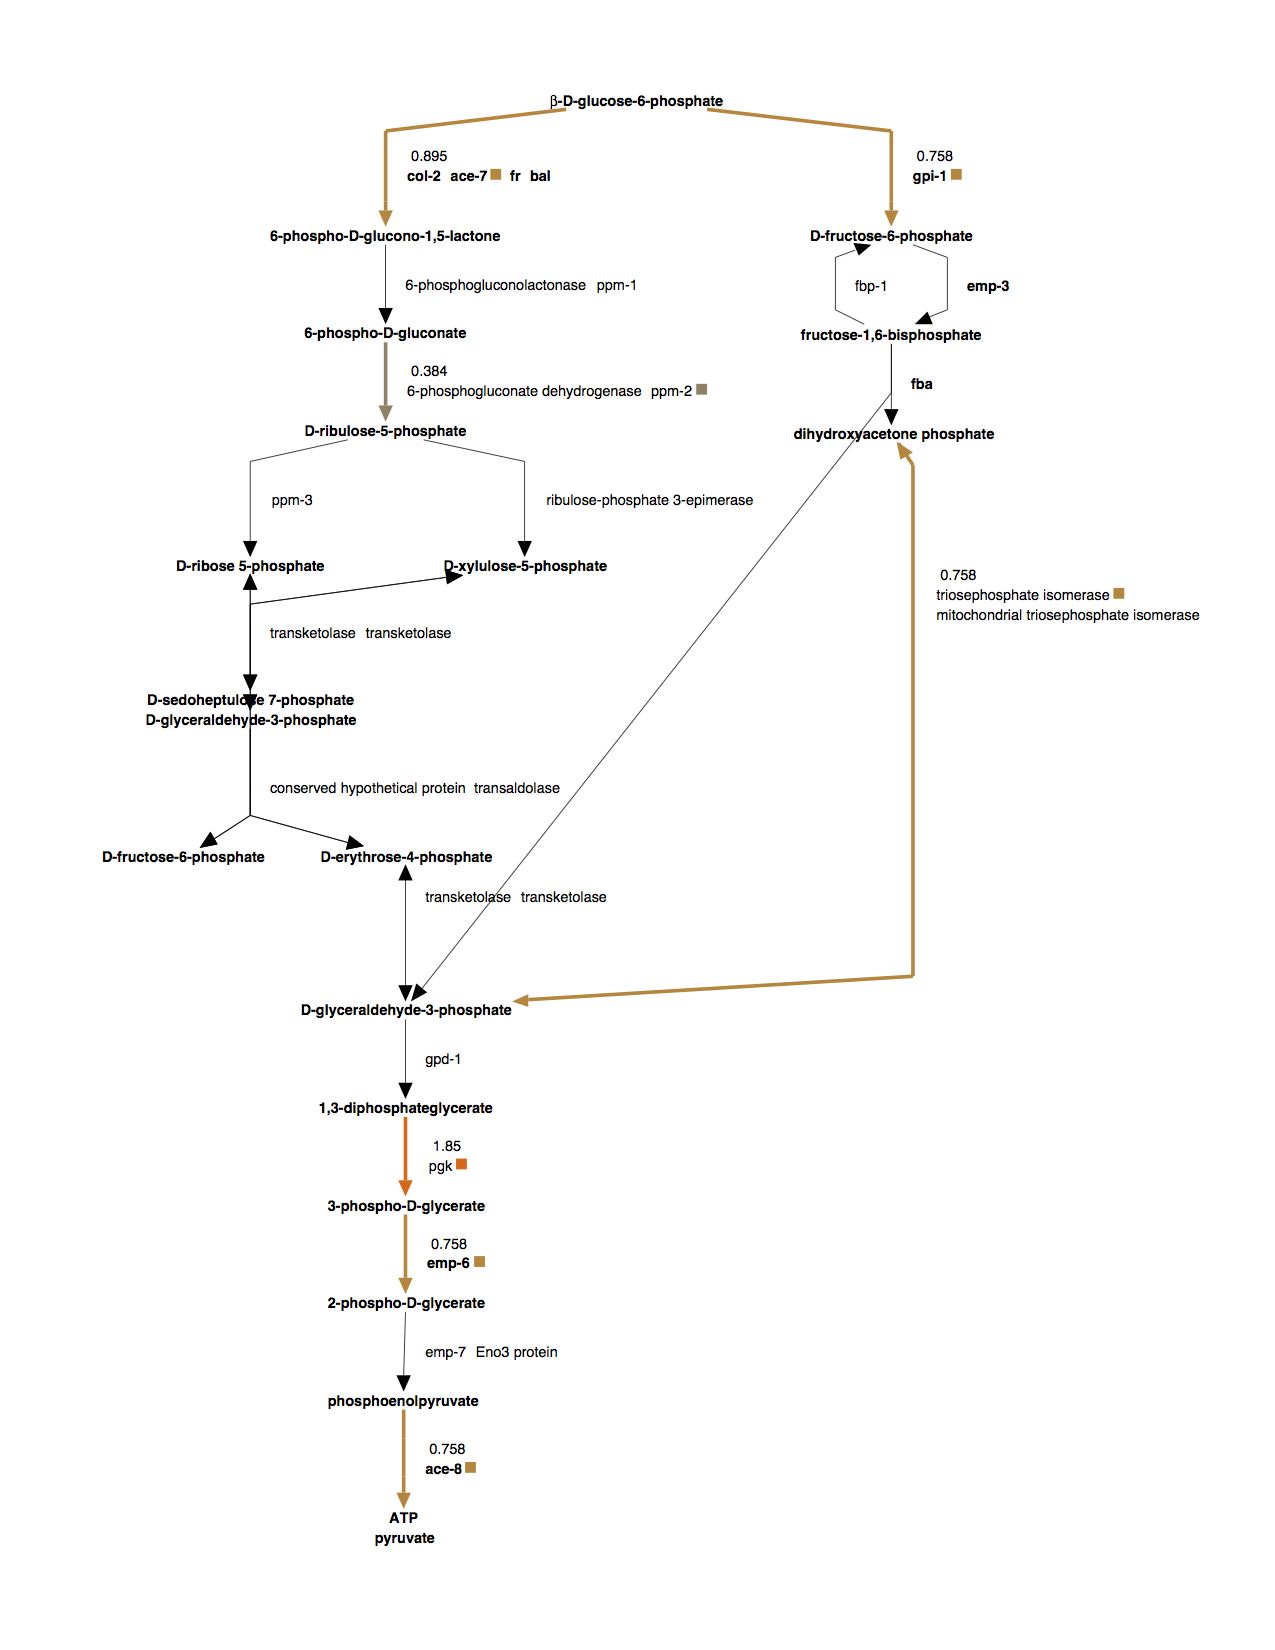 β-D-glucose-6-phosphate
0.895
col-2 ace-7 fr bal
0.758
gpi-1
6-phospho-D-glucono-1,5-lactone
D-fructose-6-phosphate
6-phosphogluconolactonase ppm-1
fbp-1
emp-3
6-phospho-D-gluconate
fructose-1,6-bisphosphate
0.384
6-phosphogluconate dehydrogenase ppm-2
fba
D-ribulose-5-phosphate
dihydroxyacetone phosphate
ppm-3
ribulose-phosphate 3-epimerase
D-ribose 5-phosphate
D-xylulose-5-phosphate
0.758
triosephosphate isomerase
mitochondrial triosephosphate isomerase
transketolase transketolase
D-sedoheptulose 7-phosphate
D-glyceraldehyde-3-phosphate
conserved hypothetical protein transaldolase
D-fructose-6-phosphate
D-erythrose-4-phosphate
transketolase transketolase
D-glyceraldehyde-3-phosphate
gpd-1
1,3-diphosphateglycerate
1.85
pgk
3-phospho-D-glycerate
0.758
emp-6
2-phospho-D-glycerate
emp-7 Eno3 protein
phosphoenolpyruvate
0.758
ace-8
ATP
pyruvate